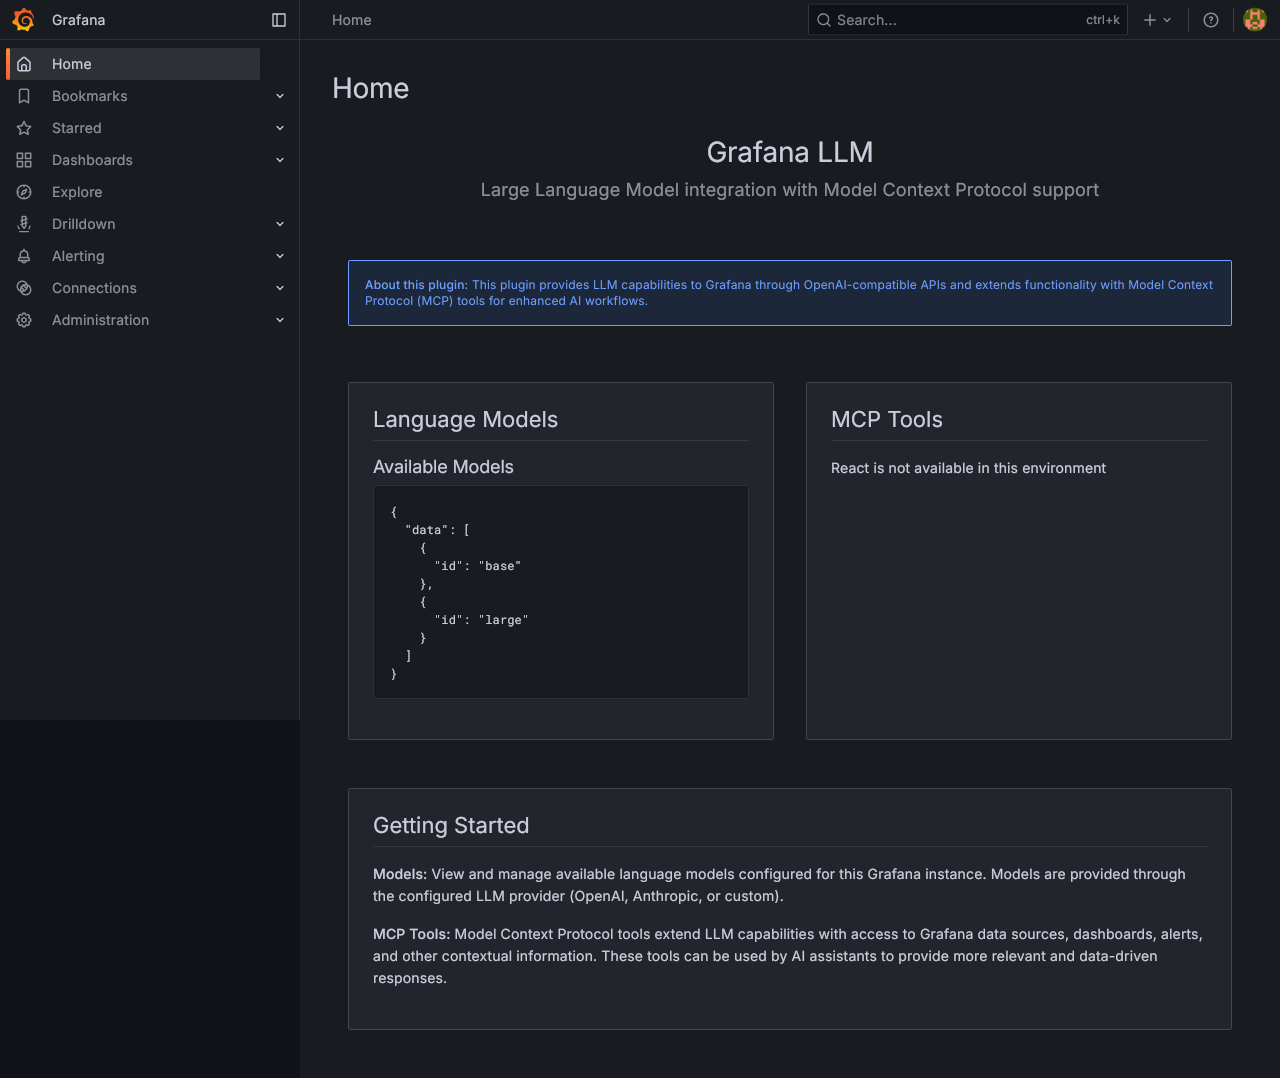 Grafana
Home
Search...
ctrl+k
Home
Bookmarks
Starred
Dashboards
Explore
Drilldown
Alerting
Connections
Administration
Home
Grafana LLM
Large Language Model integration with Model Context Protocol support
About this plugin: This plugin provides LLM capabilities to Grafana through OpenAI-compatible APIs and extends functionality with Model Context
Protocol (MCP) tools for enhanced AI workflows.
Language Models
Available Models
{
  "data": [
    {
      "id": "base"
    },
    {
      "id": "large"
    }
  ]
}
MCP Tools
React is not available in this environment
Getting Started
Models: View and manage available language models configured for this Grafana instance. Models are provided through
the configured LLM provider (OpenAI, Anthropic, or custom).
MCP Tools: Model Context Protocol tools extend LLM capabilities with access to Grafana data sources, dashboards, alerts,
and other contextual information. These tools can be used by AI assistants to provide more relevant and data-driven
responses.